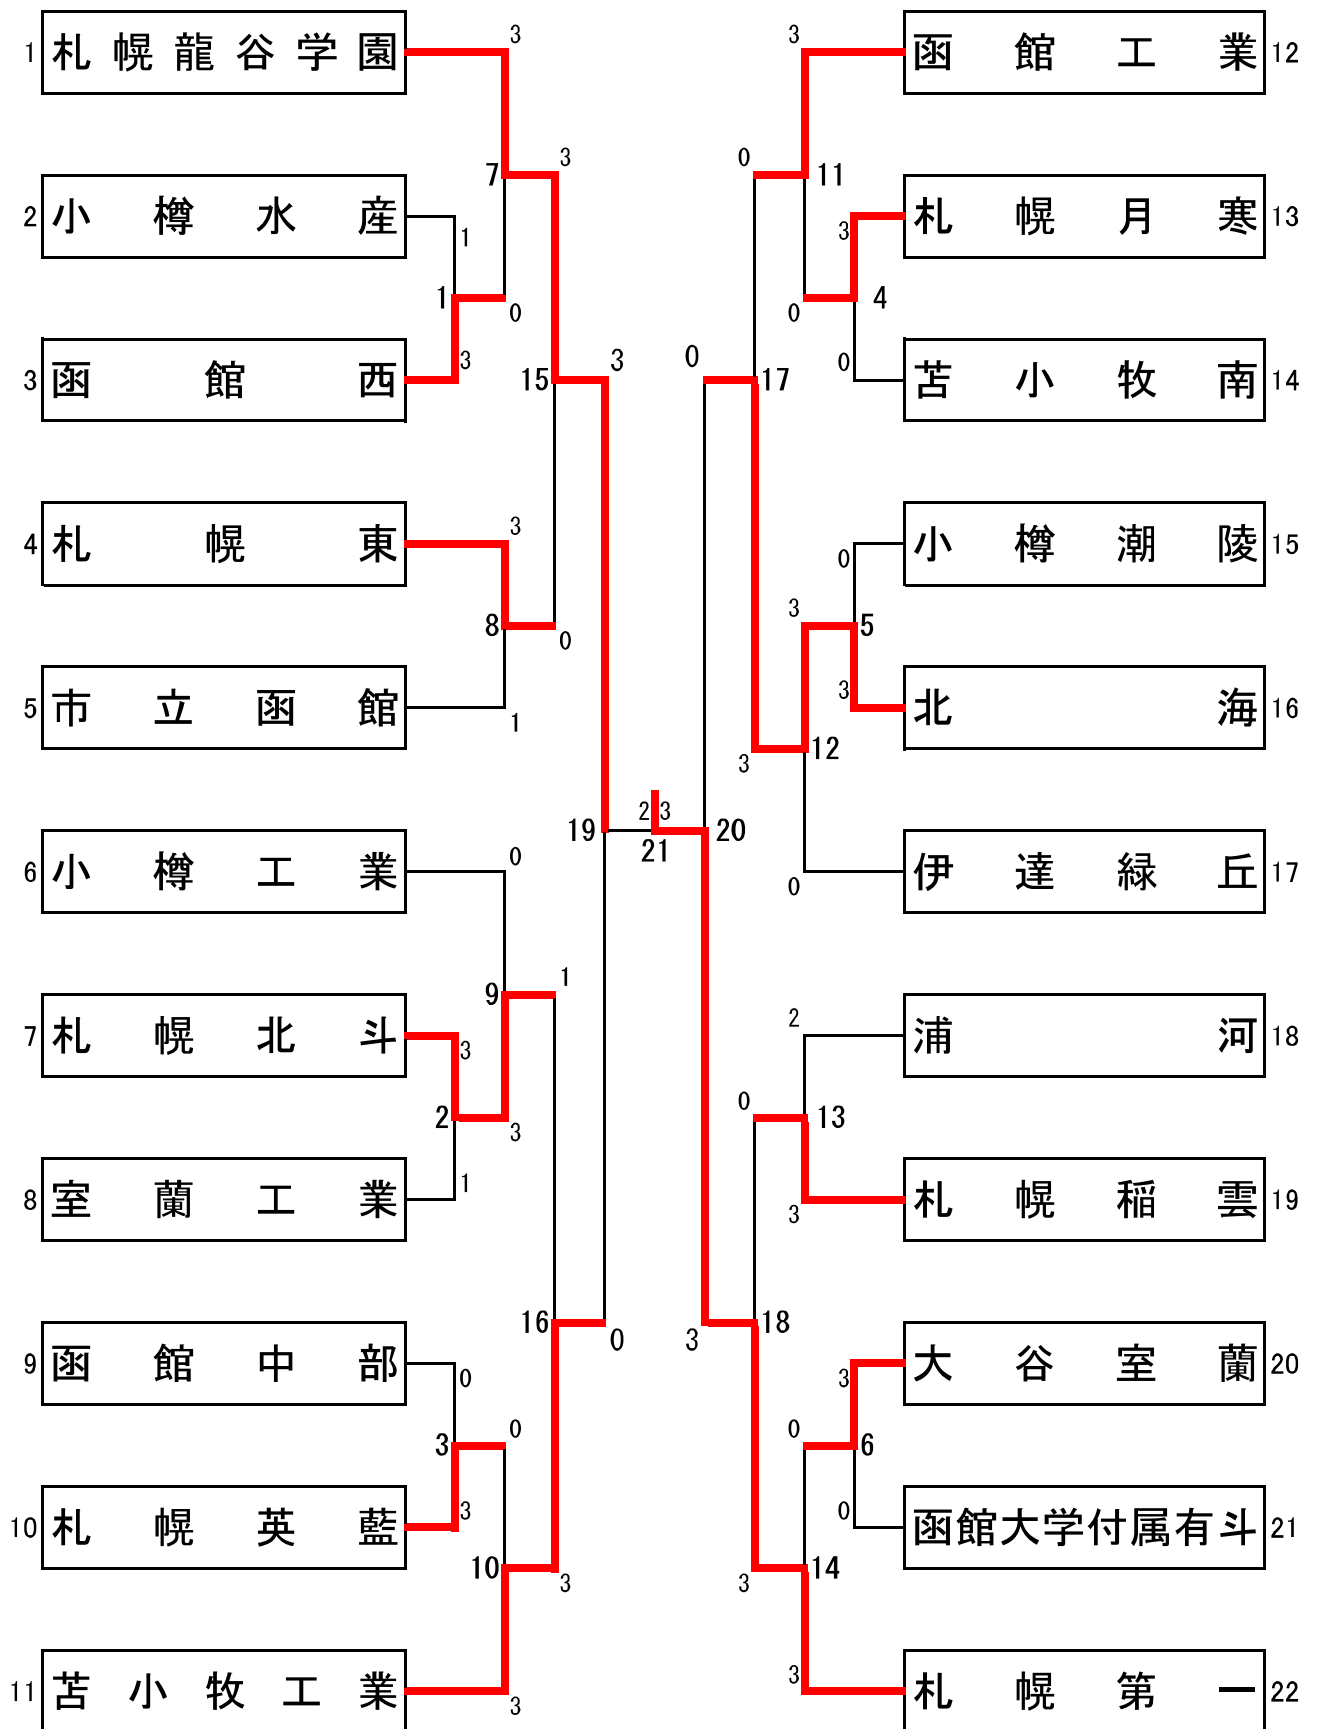 3 3
1 札幌龍谷学園 函館工業 12
3 0
7 11
2 小樽水産 札幌月寒 13
1 3
1 0 0 4
3 函館西 3 3 0 苫小牧南 14
15 0 17
4 札幌東 3 小樽潮陵 15
0
3
8 0 5
5 市立函館 1 3 北海 16
3 12
2 3
19 21 20
6 小樽工業 0 0 伊達緑丘 17
1
9
7 札幌北斗 3 2 浦河 18
2 3 0 13
8 室蘭工業 1 3 札幌稲雲 19
16 0 3 18
9 函館中部 0 3 大谷室蘭 20
3 0 0 6
10 札幌英藍 3 0 函館大学付属有斗 21
10 3 3 14
11 苫小牧工業 3 3 札幌第一 22